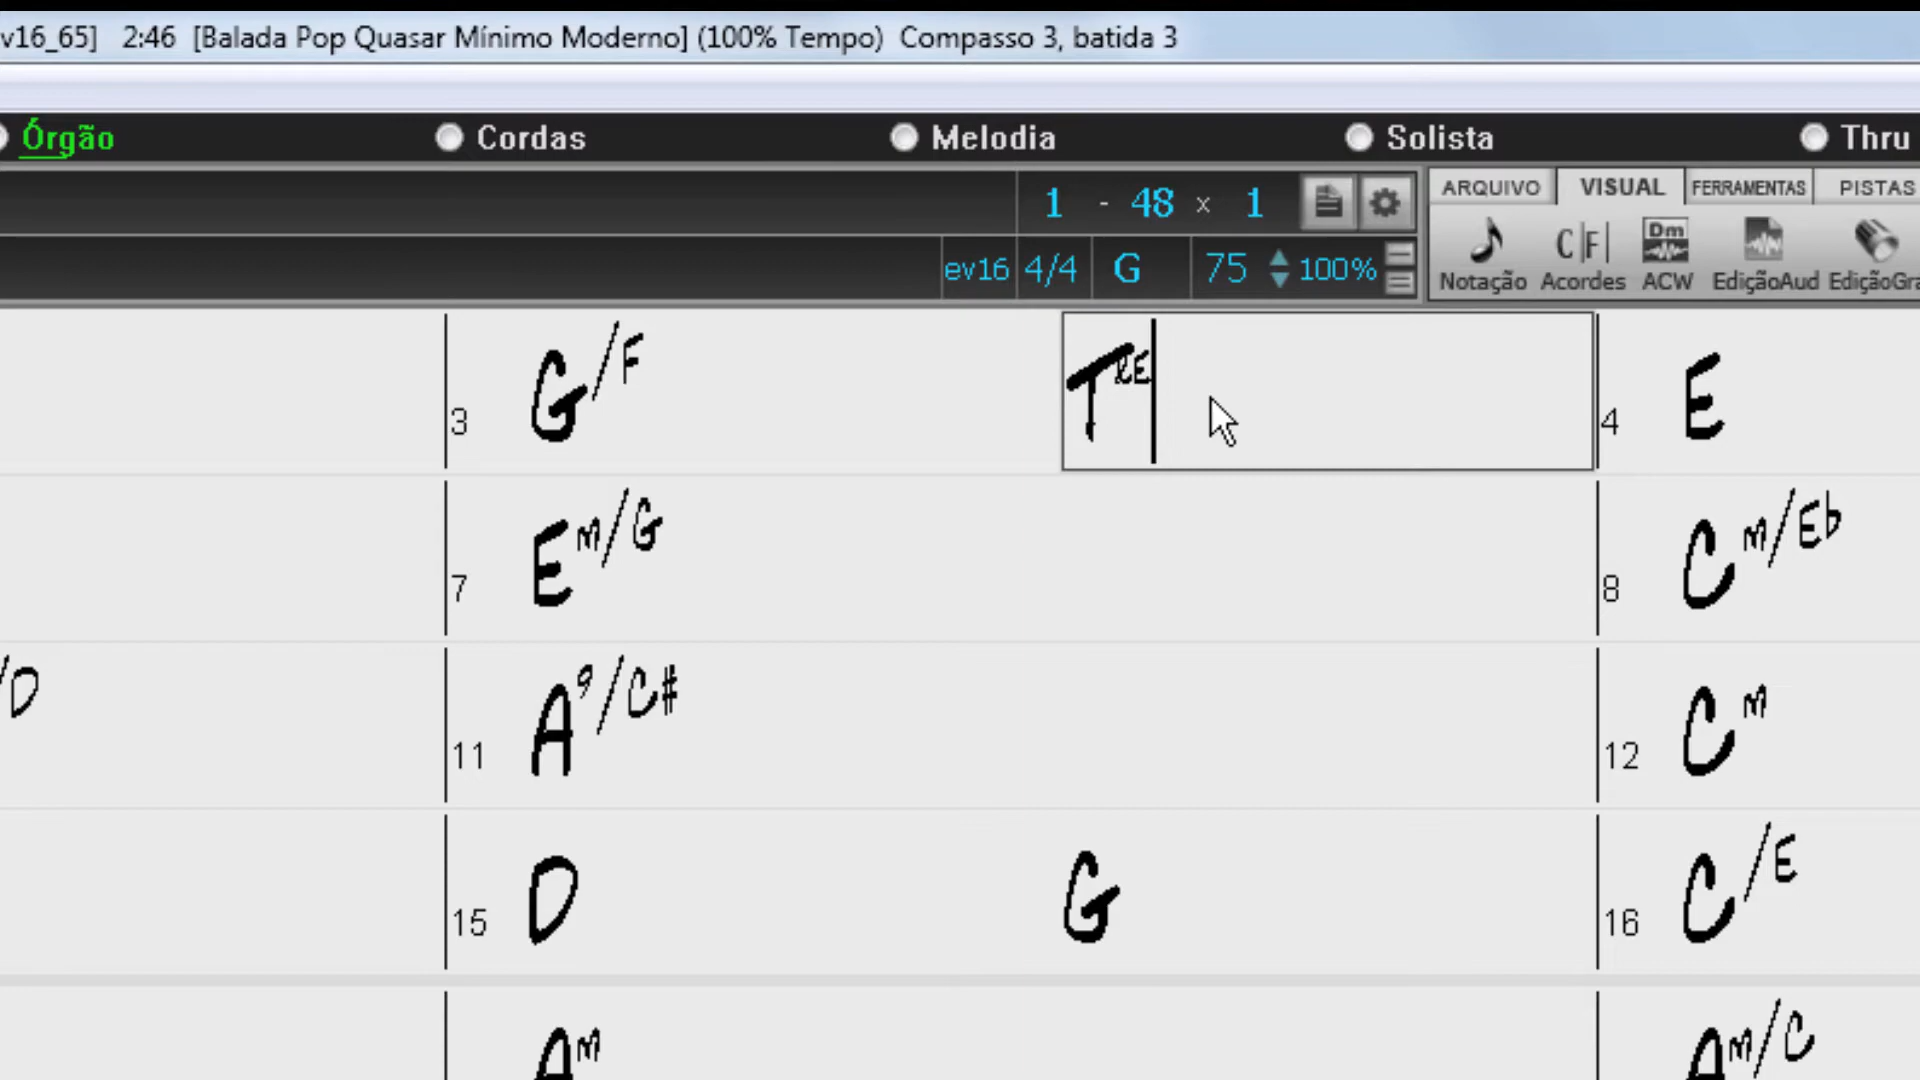 v16_65] 2:46 [Balada Pop Quasar Mínimo Moderno] (100% Tempo) Compasso 3, batida 3
Órgão Cordas Melodia Solista Thru
1 - 48 x 1
ARQUIVO VISUAL FERRAMENTAS PISTAS
ev16 4/4 G 75 100%
C|F| Dm
Notação Acordes ACW EdiçãoAud EdiçãoGra
3 G/F TRE 4 E
7 Em/G 8 Cm/Eb
/D 11 A9/C# 12 Cm
15 D G 16 C/E
Am Am/C